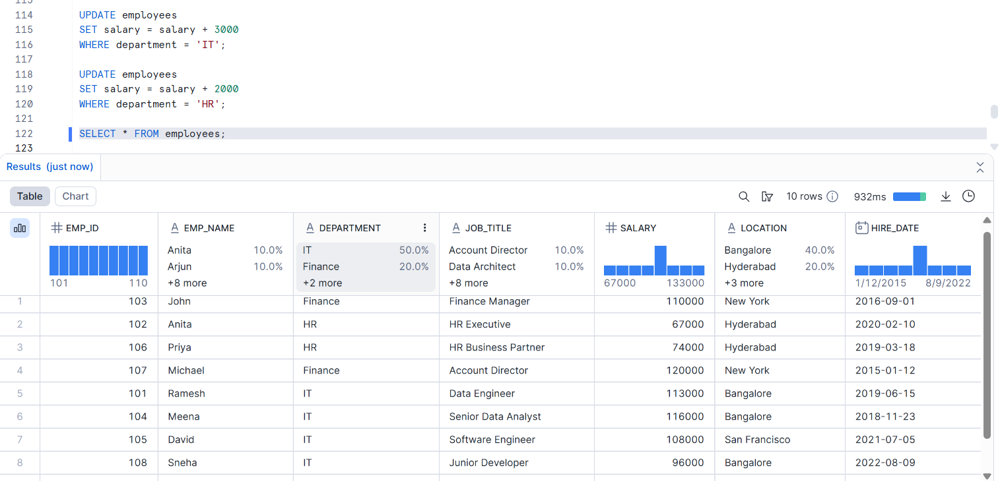 113
114 UPDATE employees
115 SET salary = salary + 3000
116 WHERE department = 'IT';
117
118 UPDATE employees
119 SET salary = salary + 2000
120 WHERE department = 'HR';
121
122 SELECT * FROM employees;
123
Results (just now)
Table Chart 10 rows 932ms
EMP_ID EMP_NAME DEPARTMENT JOB_TITLE SALARY LOCATION HIRE_DATE
Anita 10.0% IT 50.0% Account Director 10.0% Bangalore 40.0%
Arjun 10.0% Finance 20.0% Data Architect 10.0% Hyderabad 20.0%
101 110 +8 more +2 more +8 more 67000 133000 +3 more 1/12/2015 8/9/2022
1 103 John Finance Finance Manager 110000 New York 2016-09-01
2 102 Anita HR HR Executive 67000 Hyderabad 2020-02-10
3 106 Priya HR HR Business Partner 74000 Hyderabad 2019-03-18
4 107 Michael Finance Account Director 120000 New York 2015-01-12
5 101 Ramesh IT Data Engineer 113000 Bangalore 2019-06-15
6 104 Meena IT Senior Data Analyst 116000 Bangalore 2018-11-23
7 105 David IT Software Engineer 108000 San Francisco 2021-07-05
8 108 Sneha IT Junior Developer 96000 Bangalore 2022-08-09